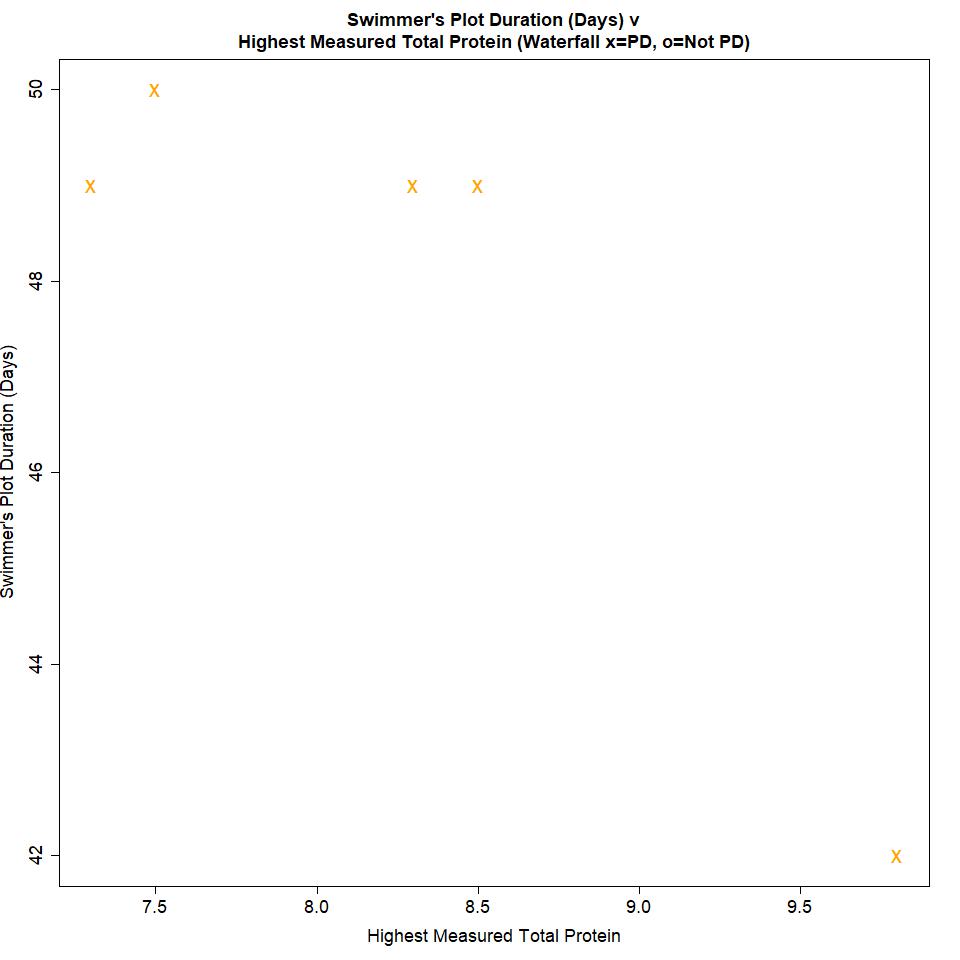 Swimmer's Plot Duration (Days) v
Highest Measured Total Protein (Waterfall x=PD, o=Not PD)
50
48
46
44
42
Swimmer's Plot Duration (Days)
X
X
X
X
X
7.5
8.0
8.5
9.0
9.5
Highest Measured Total Protein